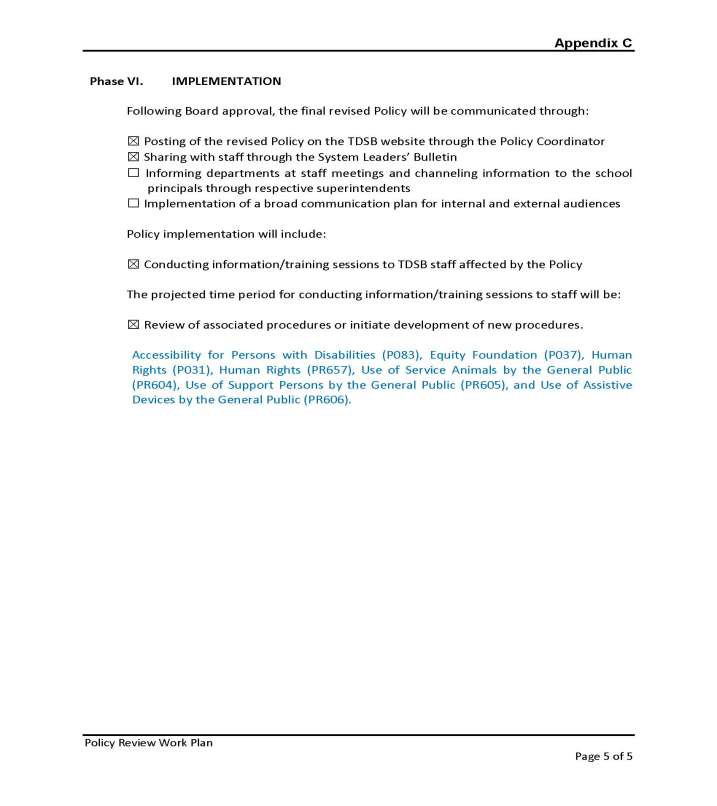 Appendix C
Phase VI. IMPLEMENTATION
Following Board approval, the final revised Policy will be communicated through:
☒ Posting of the revised Policy on the TDSB website through the Policy Coordinator
☒ Sharing with staff through the System Leaders' Bulletin
☐ Informing departments at staff meetings and channeling information to the school
principals through respective superintendents
☐ Implementation of a broad communication plan for internal and external audiences
Policy implementation will include:
☒ Conducting information/training sessions to TDSB staff affected by the Policy
The projected time period for conducting information/training sessions to staff will be:
☒ Review of associated procedures or initiate development of new procedures.
Accessibility for Persons with Disabilities (P083), Equity Foundation (P037), Human
Rights (P031), Human Rights (PR657), Use of Service Animals by the General Public
(PR604), Use of Support Persons by the General Public (PR605), and Use of Assistive
Devices by the General Public (PR606).
Policy Review Work Plan
Page 5 of 5